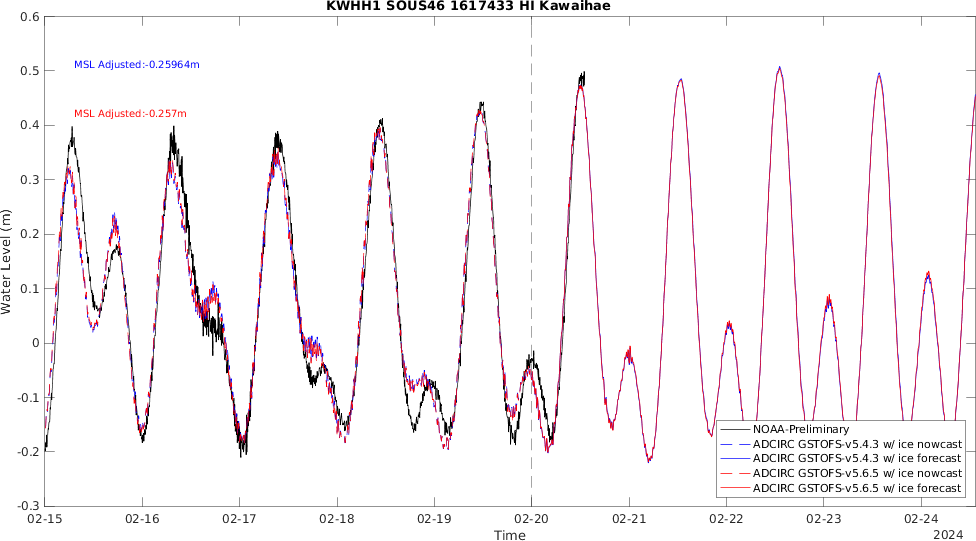 KWHH1 SOUS46 1617433 HI Kawaihae
0.6
0.5
0.4
0.3
0.2
0.1
0
-0.1
-0.2
-0.3
Water Level (m)
MSL Adjusted:-0.25964m
MSL Adjusted:-0.257m
NOAA-Preliminary
ADCIRC GSTOFS-v5.4.3 w/ ice nowcast
ADCIRC GSTOFS-v5.4.3 w/ ice forecast
ADCIRC GSTOFS-v5.6.5 w/ ice nowcast
ADCIRC GSTOFS-v5.6.5 w/ ice forecast
02-15 02-16 02-17 02-18 02-19 02-20 02-21 02-22 02-23 02-24
Time
2024